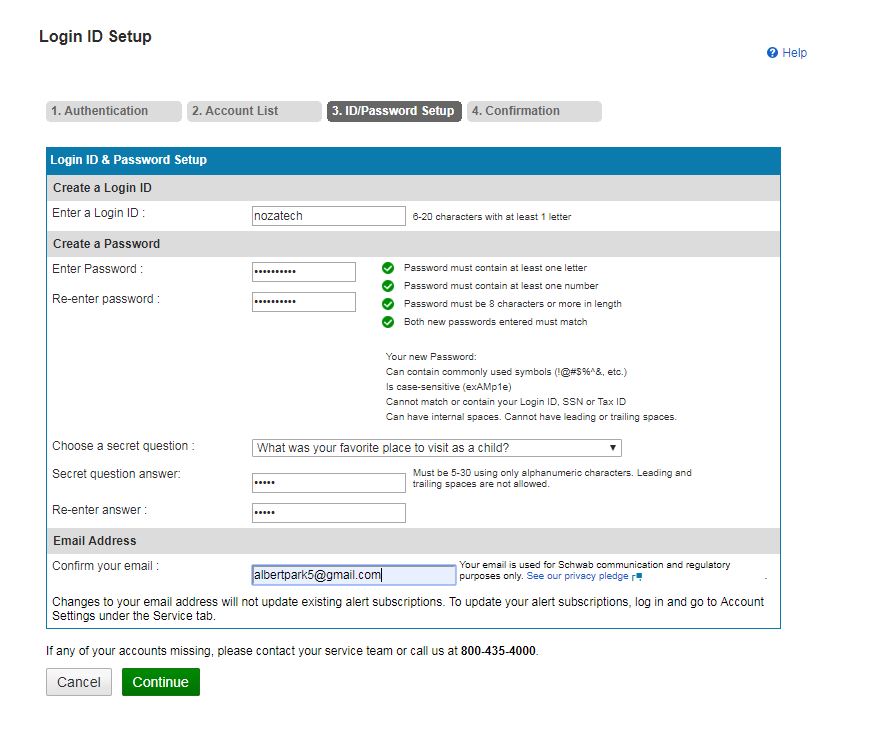 Login ID Setup
Help
1. Authentication 2. Account List 3. ID/Password Setup 4. Confirmation
Login ID & Password Setup
Create a Login ID
Enter a Login ID : nozatech 6-20 characters with at least 1 letter
Create a Password
Enter Password : •••••••••• Password must contain at least one letter
Password must contain at least one number
Re-enter password : •••••••••• Password must be 8 characters or more in length
Both new passwords entered must match
Your new Password:
Can contain commonly used symbols (!@#$%^&, etc.)
Is case-sensitive (exAMp1e)
Cannot match or contain your Login ID, SSN or Tax ID
Can have internal spaces. Cannot have leading or trailing spaces.
Choose a secret question : What was your favorite place to visit as a child?
Secret question answer: ••••• Must be 5-30 using only alphanumeric characters. Leading and
trailing spaces are not allowed.
Re-enter answer : •••••
Email Address
Confirm your email : albertpark5@gmail.com Your email is used for Schwab communication and regulatory
purposes only. See our privacy pledge .
Changes to your email address will not update existing alert subscriptions. To update your alert subscriptions, log in and go to Account
Settings under the Service tab.
If any of your accounts missing, please contact your service team or call us at 800-435-4000.
Cancel Continue